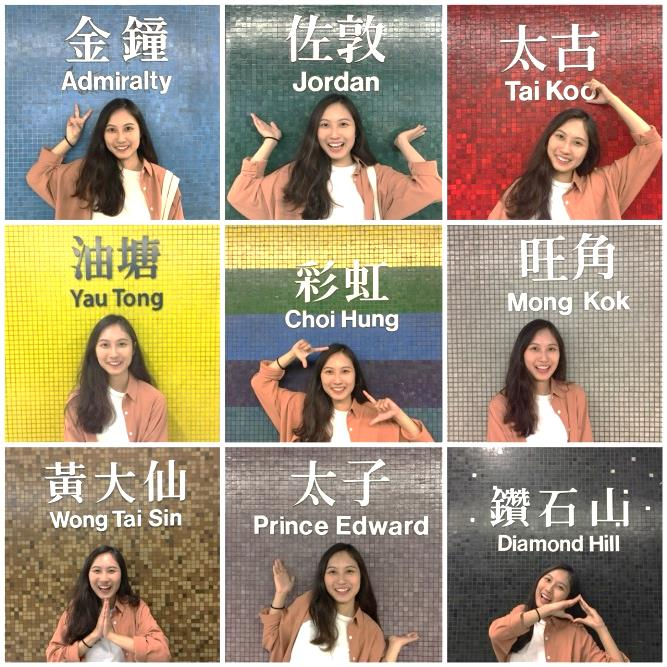 金鐘
Admiralty
佐敦
Jordan
太古
Tai Koo
油塘
Yau Tong
彩虹
Choi Hung
旺角
Mong Kok
黃大仙
Wong Tai Sin
太子
Prince Edward
鑽石山
Diamond Hill